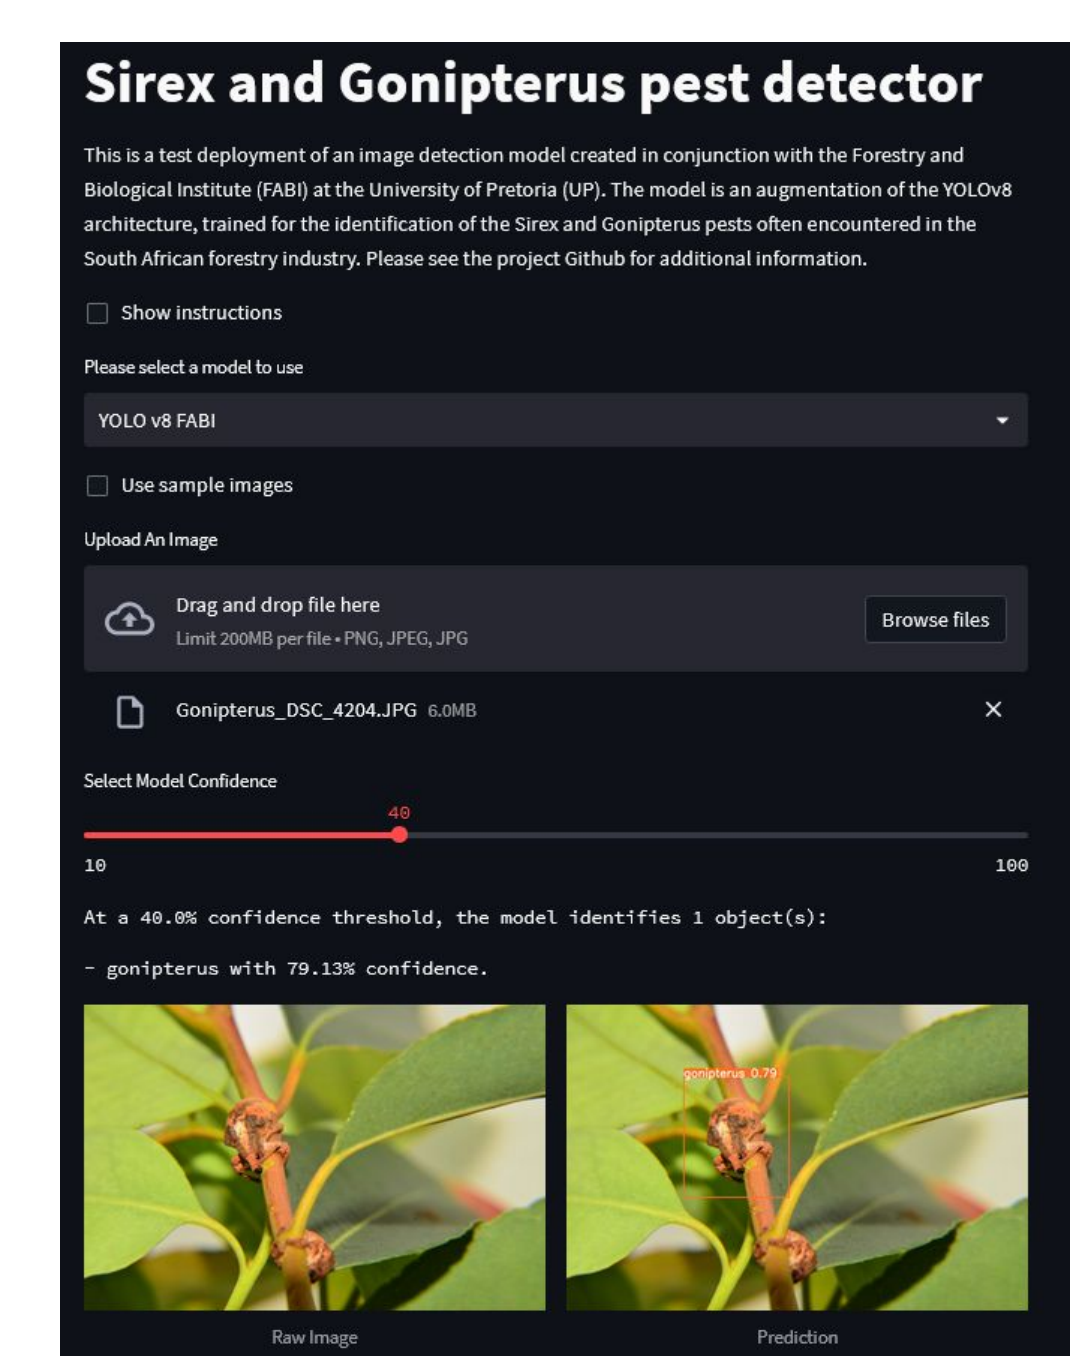 Sirex and Gonipterus pest detector
This is a test deployment of an image detection model created in conjunction with the Forestry and
Biological Institute (FABI) at the University of Pretoria (UP). The model is an augmentation of the YOLOv8
architecture, trained for the identification of the Sirex and Gonipterus pests often encountered in the
South African forestry industry. Please see the project Github for additional information.
Show instructions
Please select a model to use
YOLO v8 FABI
Use sample images
Upload An Image
Drag and drop file here
Limit 200MB per file • PNG, JPEG, JPG
Browse files
Gonipterus_DSC_4204.JPG 6.0MB
Select Model Confidence
40
10 100
At a 40.0% confidence threshold, the model identifies 1 object(s):
- gonipterus with 79.13% confidence.
gonipterus 0.79
Raw Image Prediction